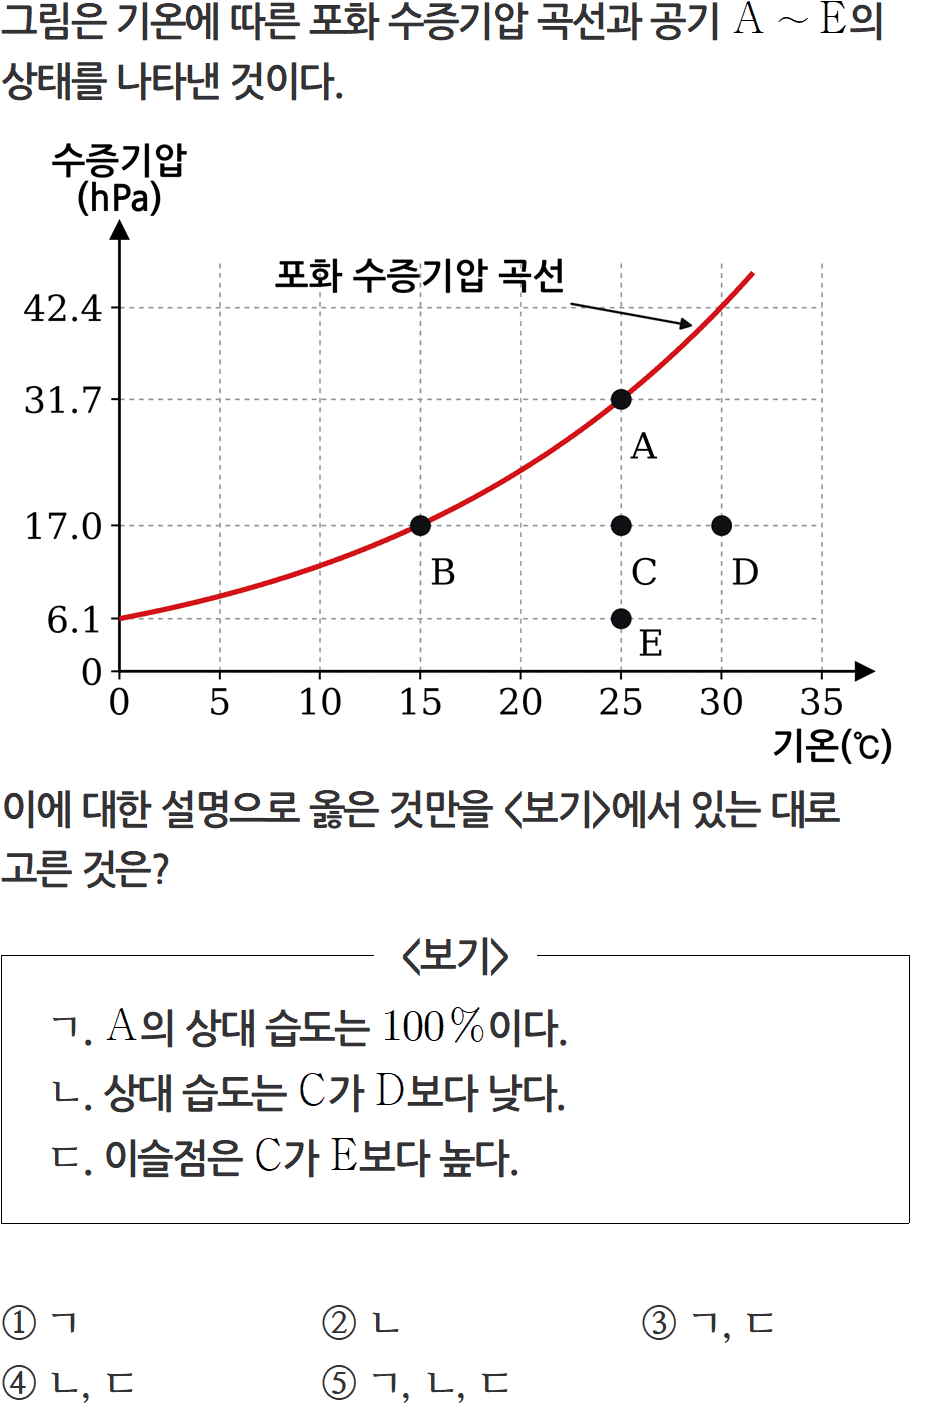 그림은 기온에 따른 포화 수증기압 곡선과 공기 A ~ E의
상태를 나타낸 것이다.
수증기압
(hPa)
포화 수증기압 곡선
42.4
31.7
A
17.0
B
C
D
6.1
E
0
0 5 10 15 20 25 30 35
기온(℃)
이에 대한 설명으로 옳은 것만을 <보기>에서 있는 대로
고른 것은?
<보기>
ㄱ. A의 상대 습도는 100%이다.
ㄴ. 상대 습도는 C가 D보다 낮다.
ㄷ. 이슬점은 C가 E보다 높다.
① ㄱ ② ㄴ ③ ㄱ, ㄷ
④ ㄴ, ㄷ ⑤ ㄱ, ㄴ, ㄷ